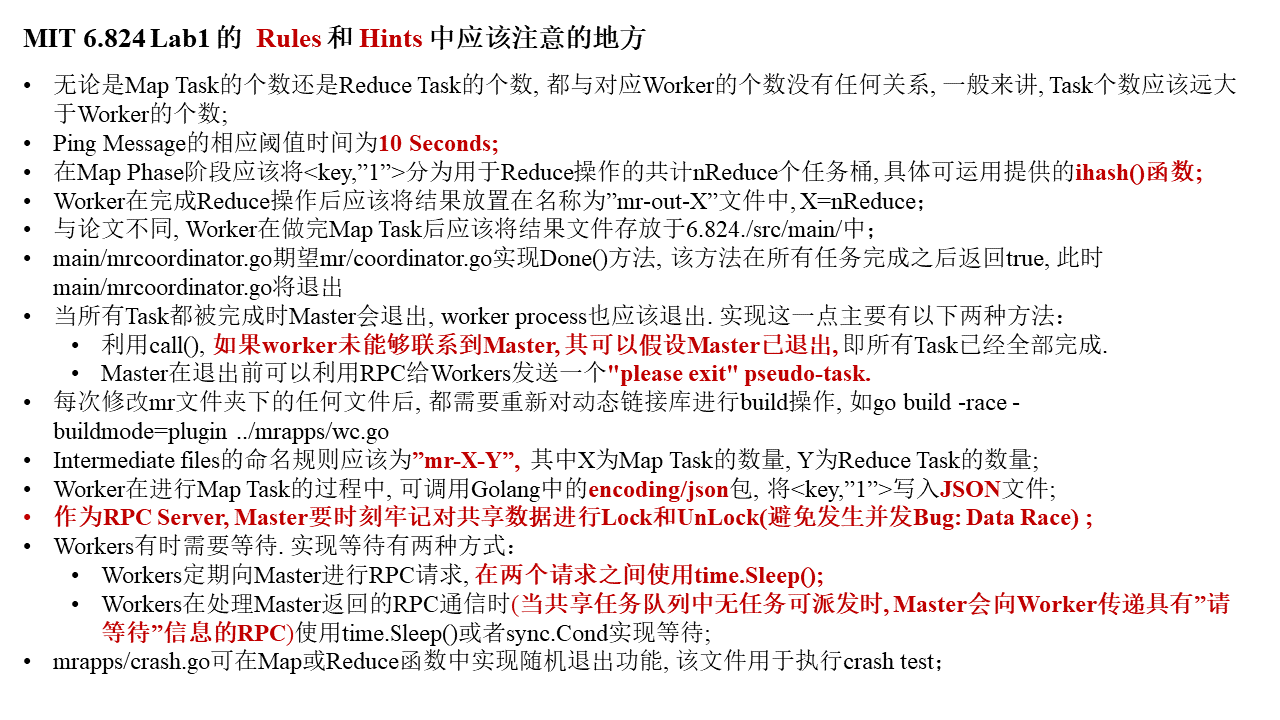 MIT 6.824 Lab1 的 Rules 和 Hints 中应该注意的地方
• 无论是Map Task的个数还是Reduce Task的个数, 都与对应Worker的个数没有任何关系, 一般来讲, Task个数应该远大
于Worker的个数;
• Ping Message的相应阈值时间为10 Seconds;
• 在Map Phase阶段应该将<key,”1”>分为用于Reduce操作的共计nReduce个任务桶, 具体可运用提供的ihash()函数;
• Worker在完成Reduce操作后应该将结果放置在名称为”mr-out-X”文件中, X=nReduce；
• 与论文不同, Worker在做完Map Task后应该将结果文件存放于6.824./src/main/中；
• main/mrcoordinator.go期望mr/coordinator.go实现Done()方法, 该方法在所有任务完成之后返回true, 此时
main/mrcoordinator.go将退出
• 当所有Task都被完成时Master会退出, worker process也应该退出. 实现这一点主要有以下两种方法：
• 利用call(), 如果worker未能够联系到Master, 其可以假设Master已退出, 即所有Task已经全部完成.
• Master在退出前可以利用RPC给Workers发送一个"please exit" pseudo-task.
• 每次修改mr文件夹下的任何文件后, 都需要重新对动态链接库进行build操作, 如go build -race -
buildmode=plugin ../mrapps/wc.go
• Intermediate files的命名规则应该为”mr-X-Y”, 其中X为Map Task的数量, Y为Reduce Task的数量;
• Worker在进行Map Task的过程中, 可调用Golang中的encoding/json包, 将<key,”1”>写入JSON文件;
• 作为RPC Server, Master要时刻牢记对共享数据进行Lock和UnLock(避免发生并发Bug: Data Race) ;
• Workers有时需要等待. 实现等待有两种方式：
• Workers定期向Master进行RPC请求, 在两个请求之间使用time.Sleep();
• Workers在处理Master返回的RPC通信时(当共享任务队列中无任务可派发时, Master会向Worker传递具有”请
等待”信息的RPC)使用time.Sleep()或者sync.Cond实现等待;
• mrapps/crash.go可在Map或Reduce函数中实现随机退出功能, 该文件用于执行crash test；